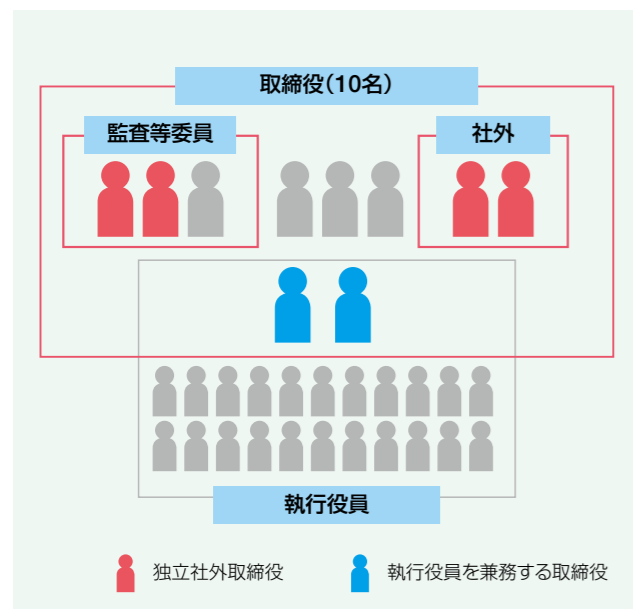 取締役（10名）
監査等委員
社外
執行役員
独立社外取締役
執行役員を兼務する取締役